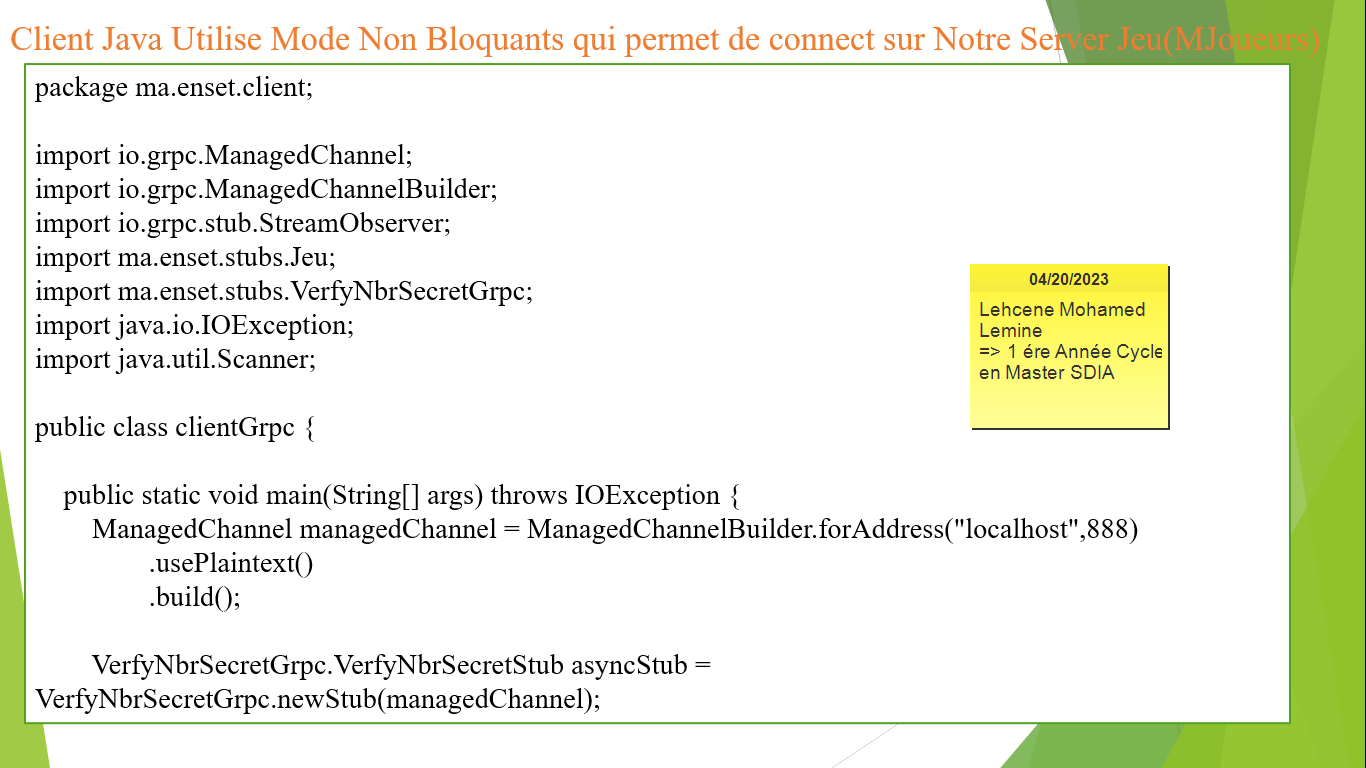 Client Java Utilise Mode Non Bloquants qui permet de connect sur Notre Server Jeu(MJoueurs)
package ma.enset.client;
import io.grpc.ManagedChannel;
import io.grpc.ManagedChannelBuilder;
import io.grpc.stub.StreamObserver;
import ma.enset.stubs.Jeu;
import ma.enset.stubs.VerfyNbrSecretGrpc;
import java.io.IOException;
import java.util.Scanner;
public class clientGrpc {
public static void main(String[] args) throws IOException {
ManagedChannel managedChannel = ManagedChannelBuilder.forAddress("localhost",888)
.usePlaintext()
.build();
VerfyNbrSecretGrpc.VerfyNbrSecretStub asyncStub =
VerfyNbrSecretGrpc.newStub(managedChannel);
04/20/2023
Lehcene Mohamed
Lemine
=> 1 ére Année Cycle
en Master SDIA